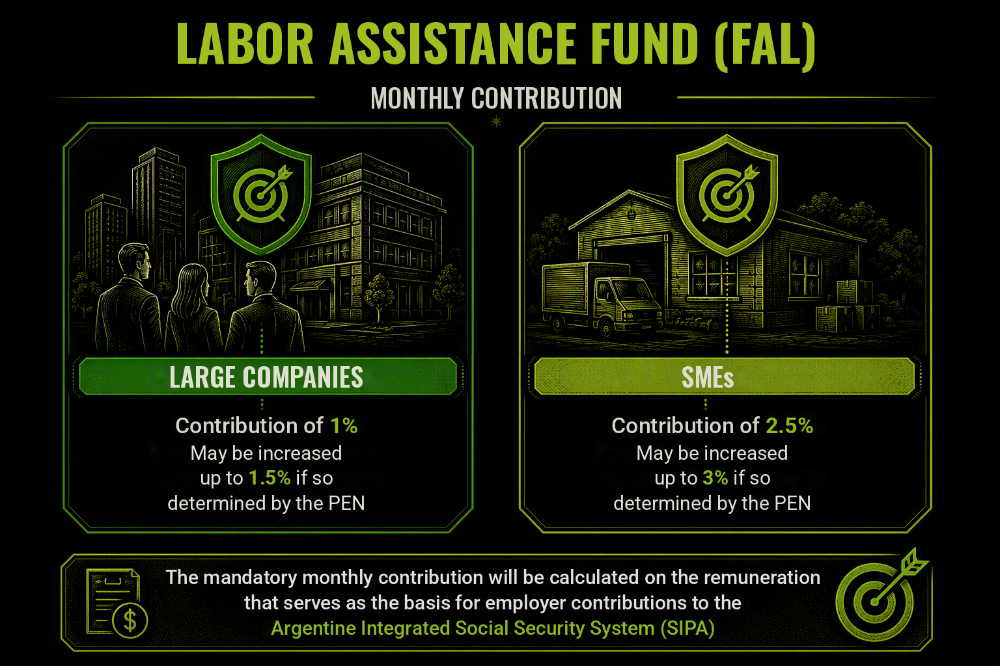 LABOR ASSISTANCE FUND (FAL)
MONTHLY CONTRIBUTION
LARGE COMPANIES
Contribution of 1%
May be increased
up to 1.5% if so
determined by the PEN
SMEs
Contribution of 2.5%
May be increased
up to 3% if so
determined by the PEN
$
The mandatory monthly contribution will be calculated on the remuneration
that serves as the basis for employer contributions to the
Argentine Integrated Social Security System (SIPA)